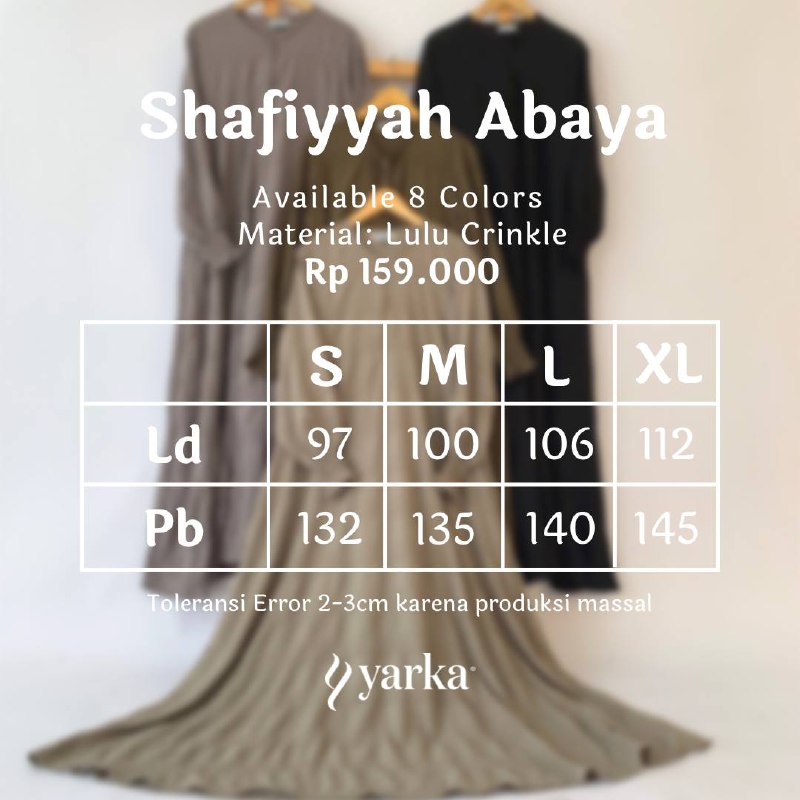 Shafiyyah Abaya
Available 8 Colors
Material: Lulu Crinkle
Rp 159.000
S M L XL
Ld 97 100 106 112
Pb 132 135 140 145
Toleransi Error 2-3cm karena produksi massal
yarka